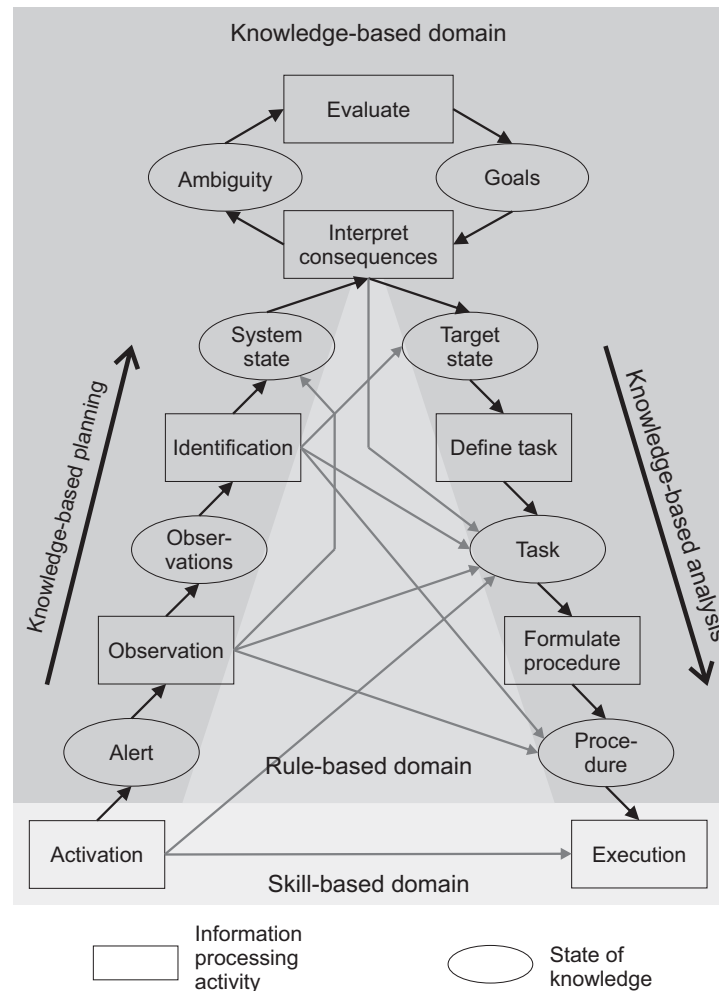 Knowledge-based domain
Evaluate
Ambiguity
Goals
Interpret
consequences
System
state
Target
state
Knowledge-based planning
Identification
Define task
Knowledge-based analysis
Obser-
vations
Task
Observation
Formulate
procedure
Alert
Rule-based domain
Proce-
dure
Activation
Execution
Skill-based domain
Information
processing
activity
State of
knowledge